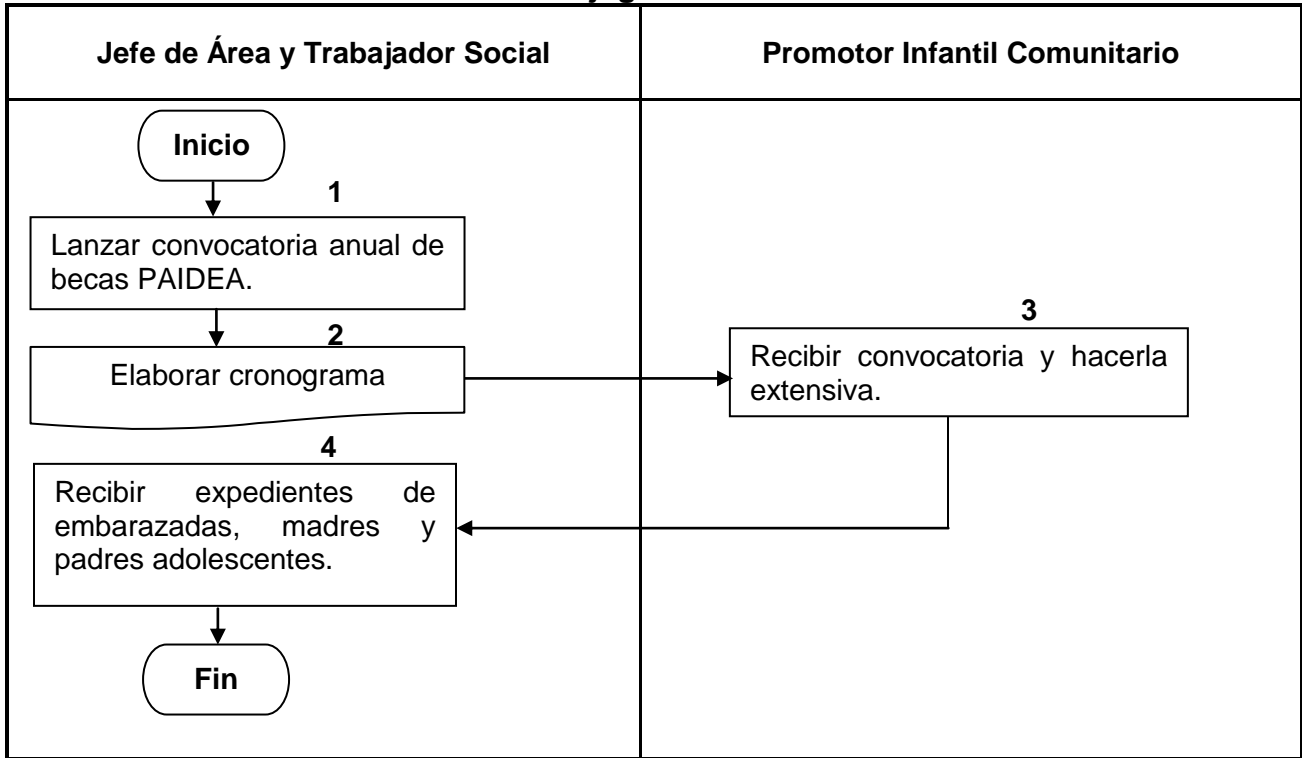 Jefe de Área y Trabajador Social
Promotor Infantil Comunitario
Inicio
1
Lanzar convocatoria anual de
becas PAIDEA.
2
Elaborar cronograma
3
Recibir convocatoria y hacerla
extensiva.
4
Recibir expedientes de
embarazadas, madres y
padres adolescentes.
Fin